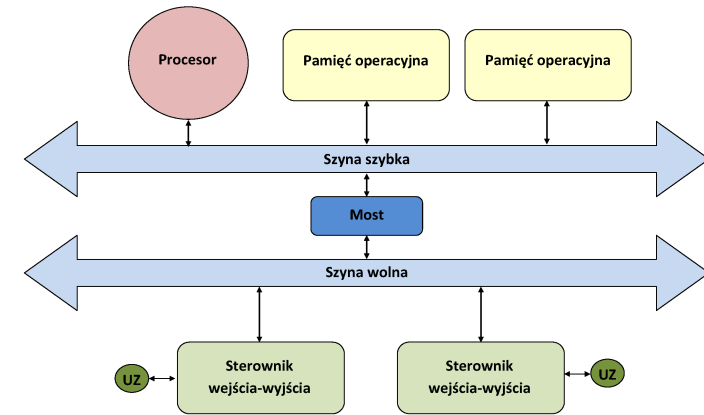 Procesor
Pamięć operacyjna
Pamięć operacyjna
Szyna szybka
Most
Szyna wolna
Sterownik
wejścia-wyjścia
Sterownik
wejścia-wyjścia
UZ
UZ